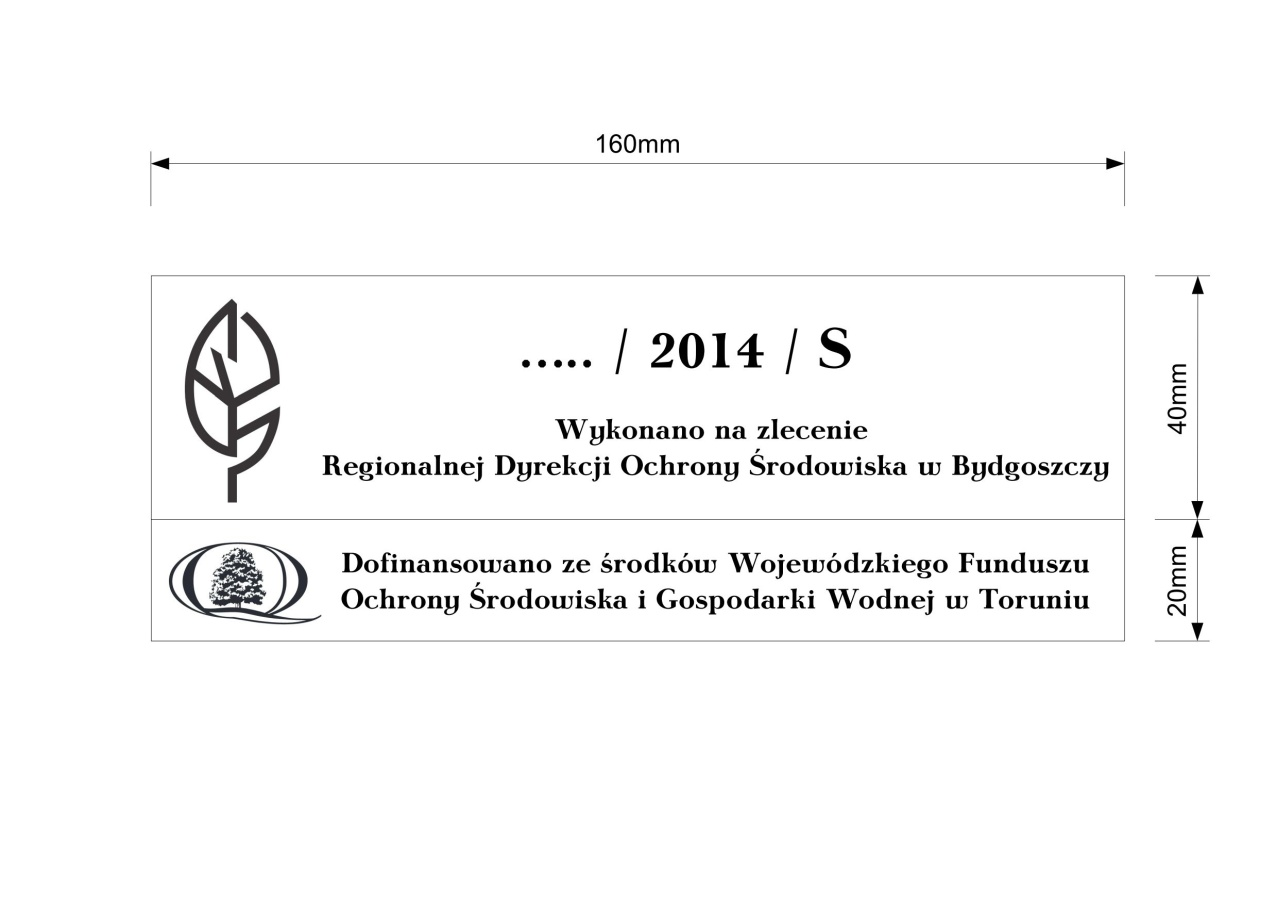 160mm
..... / 2014 / S
Wykonano na zlecenie
Regionalnej Dyrekcji Ochrony Środowiska w Bydgoszczy
40mm
Dofinansowano ze środków Wojewódzkiego Funduszu
Ochrony Środowiska i Gospodarki Wodnej w Toruniu
20mm